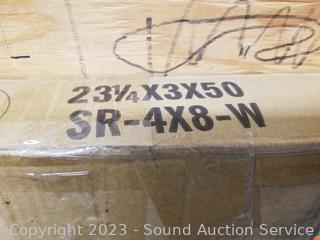 23¼X3X50
SR-4X8-W
Copyright 2023 - Sound Auction Service